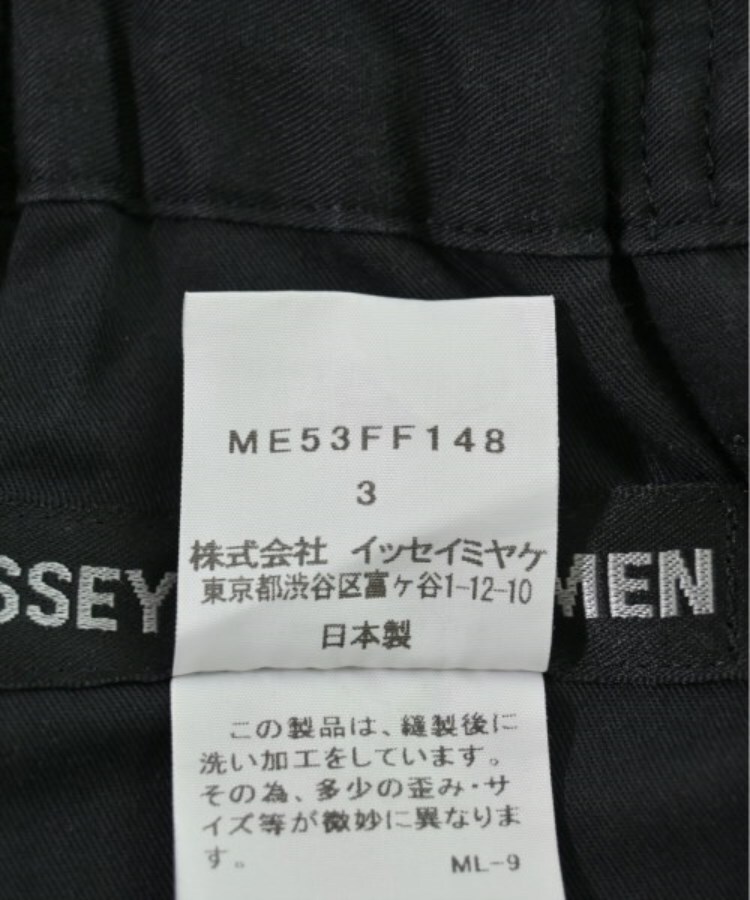 ME53FF148
3
株式会社 イッセイミヤケ
東京都渋谷区富ヶ谷1-12-10
SSEY MEN
日本製
この製品は、縫製後に
洗い加工をしています。
その為、多少の歪み・サ
イズ等が微妙に異なりま
す。
ML-9